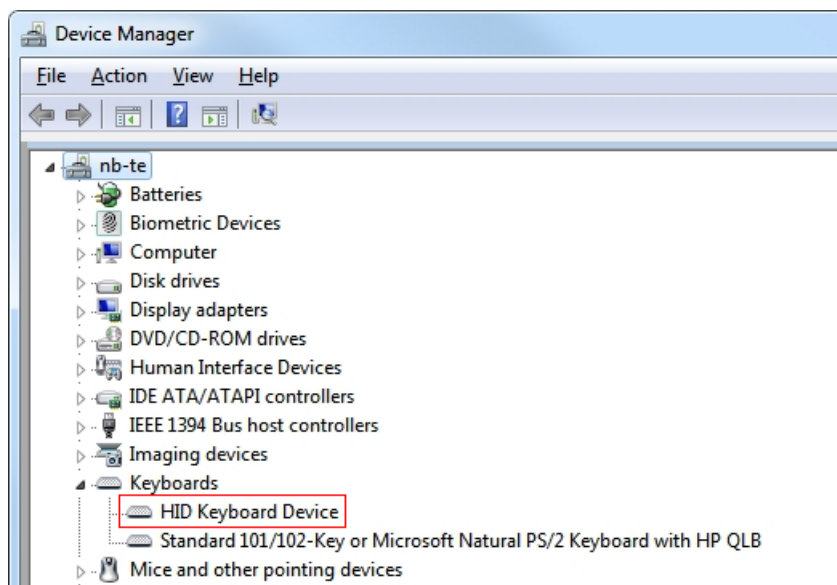 Device Manager
File Action View Help
nb-te
Batteries
Biometric Devices
Computer
Disk drives
Display adapters
DVD/CD-ROM drives
Human Interface Devices
IDE ATA/ATAPI controllers
IEEE 1394 Bus host controllers
Imaging devices
Keyboards
HID Keyboard Device
Standard 101/102-Key or Microsoft Natural PS/2 Keyboard with HP QLB
Mice and other pointing devices